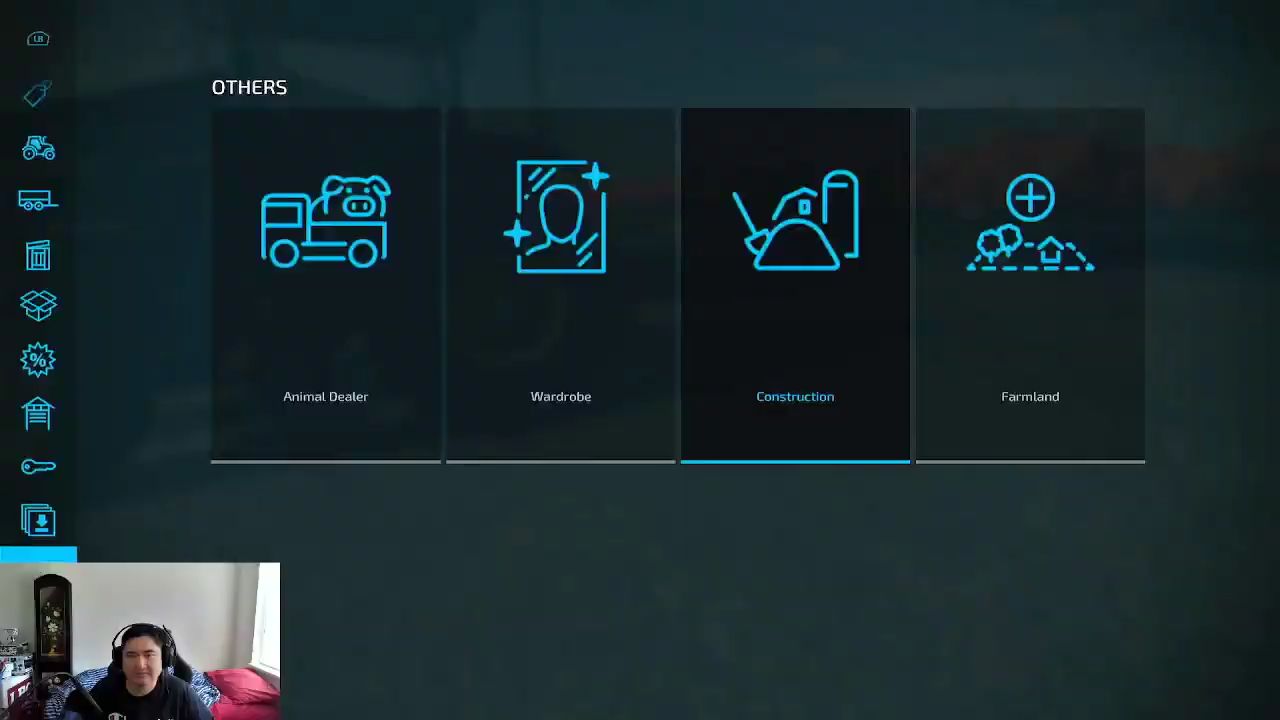 OTHERS
Animal Dealer
Wardrobe
Construction
Farmland
%